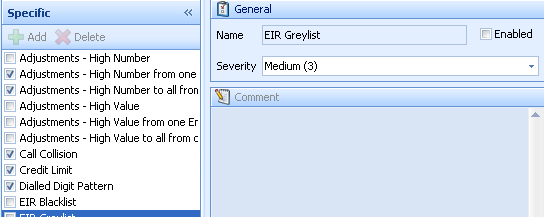 Specific «
Add Delete
Adjustments - High Number
Adjustments - High Number from one
Adjustments - High Number to all fron
Adjustments - High Value
Adjustments - High Value from one Er
Adjustments - High Value to all from c
Call Collision
Credit Limit
Dialled Digit Pattern
EIR Blacklist
EIR Greylist
General
Name EIR Greylist Enabled
Severity Medium (3)
Comment